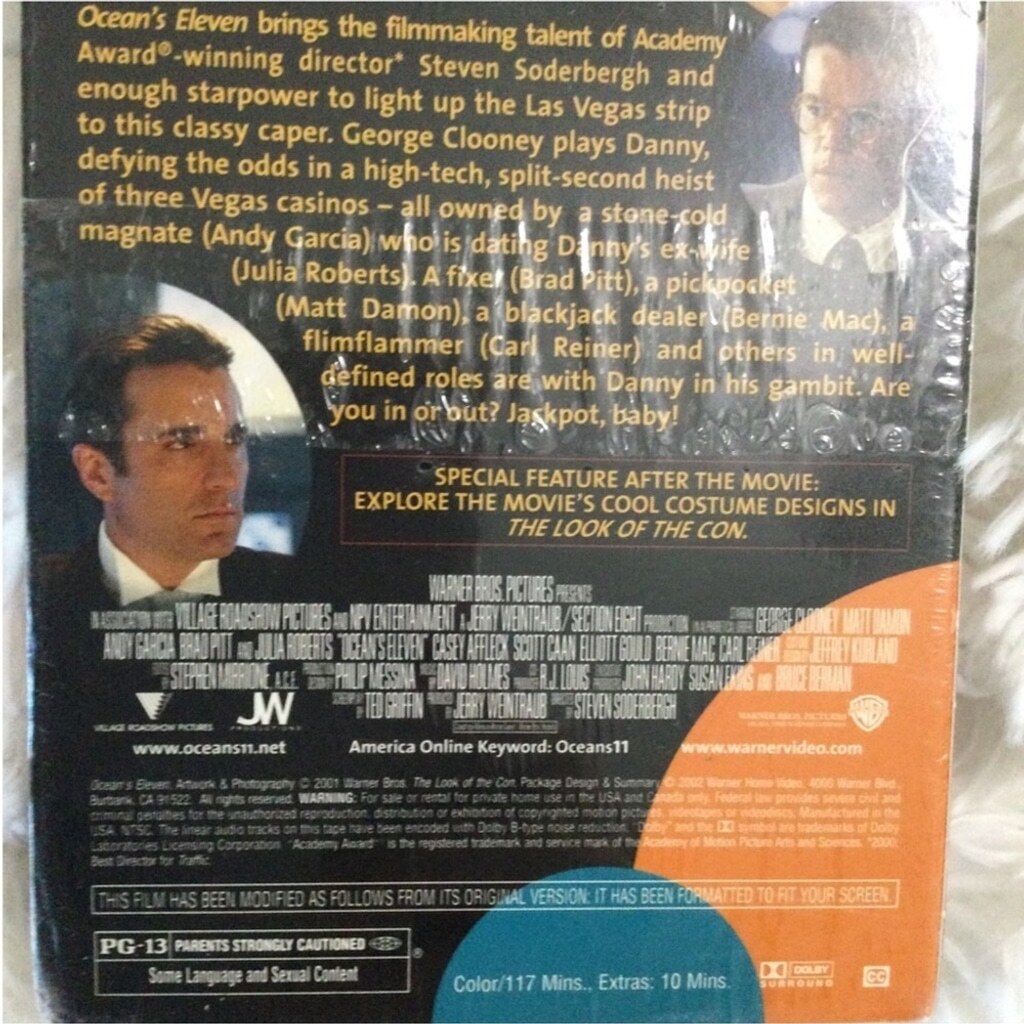 Ocean's Eleven brings the filmmaking talent of Academy
Award®-winning director* Steven Soderbergh and
enough starpower to light up the Las Vegas strip
to this classy caper. George Clooney plays Danny,
defying the odds in a high-tech, split-second heist
of three Vegas casinos – all owned by a stone-cold
magnate (Andy Garcia) who is dating Danny's ex-wife
(Julia Roberts). A fixer (Brad Pitt), a pickpocket
(Matt Damon), a blackjack dealer (Bernie Mac), a
flimflammer (Carl Reiner) and others in well-
defined roles are with Danny in his gambit. Are
you in or out? Jackpot, baby!
SPECIAL FEATURE AFTER THE MOVIE:
EXPLORE THE MOVIE'S COOL COSTUME DESIGNS IN
THE LOOK OF THE CON.
WARNER BROS. PICTURES PRESENTS
IN ASSOCIATION WITH VILLAGE ROADSHOW PICTURES AND NPV ENTERTAINMENT A JERRY WEINTRAUB/SECTION EIGHT PRODUCTION GEORGE CLOONEY MATT DAMON
ANDY GARCIA BRAD PITT AND JULIA ROBERTS "OCEAN'S ELEVEN" CASEY AFFLECK SCOTT CAAN ELLIOTT GOULD BERNIE MAC CARL REINER JEFFREY KURLAND
STEPHEN MIRRIONE A.C.E. PHILIP MESSINA DAVID HOLMES R.J. LOUIS JOHN HARDY SUSAN EKINS AND BRUCE BERMAN
TED GRIFFIN JERRY WEINTRAUB STEVEN SODERBERGH
VILLAGE ROADSHOW PICTURES JW PRODUCTIONS WARNER BROS. PICTURES WB
www.oceans11.net America Online Keyword: Oceans11 www.warnervideo.com
Ocean's Eleven: Artwork & Photography © 2001 Warner Bros. The Look of the Con, Package Design & Summary © 2002 Warner Home Video, 4000 Warner Blvd.
Burbank, CA 91522. All rights reserved. WARNING: For sale or rental for private home use in the USA and Canada only. Federal law provides severe civil and
criminal penalties for the unauthorized reproduction, distribution or exhibition of copyrighted motion pictures, videotapes or videodiscs. Manufactured in the
USA. NTSC. The linear audio tracks on this tape have been encoded with Dolby B-type noise reduction. "Dolby" and the symbol are trademarks of Dolby
Laboratories Licensing Corporation. "Academy Award" is the registered trademark and service mark of the Academy of Motion Picture Arts and Sciences. *2000:
Best Director for Traffic.
THIS FILM HAS BEEN MODIFIED AS FOLLOWS FROM ITS ORIGINAL VERSION: IT HAS BEEN FORMATTED TO FIT YOUR SCREEN.
PG-13 PARENTS STRONGLY CAUTIONED ®
Some Language and Sexual Content
Color/117 Mins., Extras: 10 Mins.
DOLBY SURROUND
CC